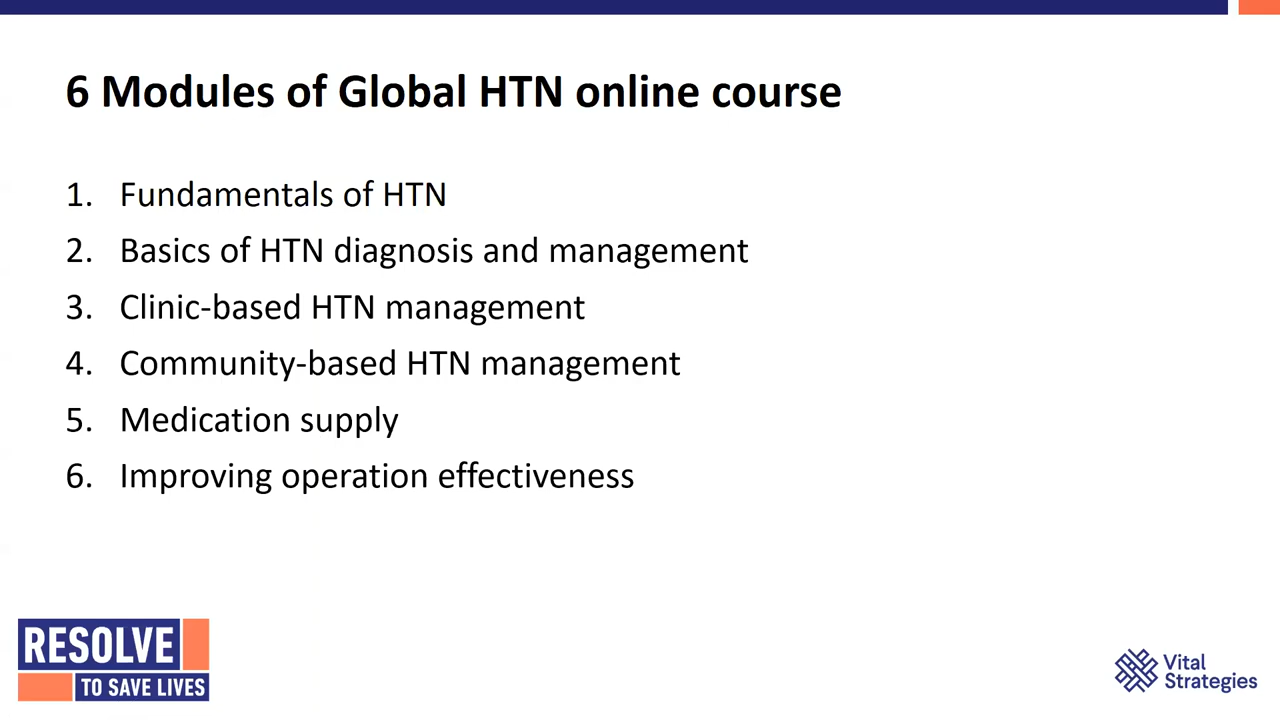 6 Modules of Global HTN online course
1. Fundamentals of HTN
2. Basics of HTN diagnosis and management
3. Clinic-based HTN management
4. Community-based HTN management
5. Medication supply
6. Improving operation effectiveness
RESOLVE
TO SAVE LIVES
Vital
Strategies